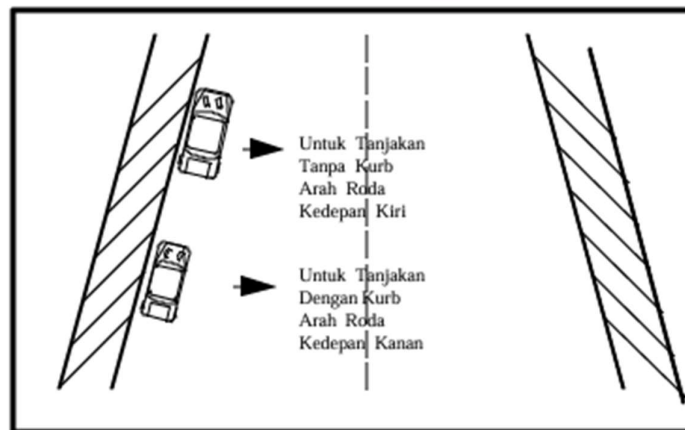 Untuk Tanjakan
Tanpa Kurb
Arah Roda
Kedepan Kiri
Untuk Tanjakan
Dengan Kurb
Arah Roda
Kedepan Kanan